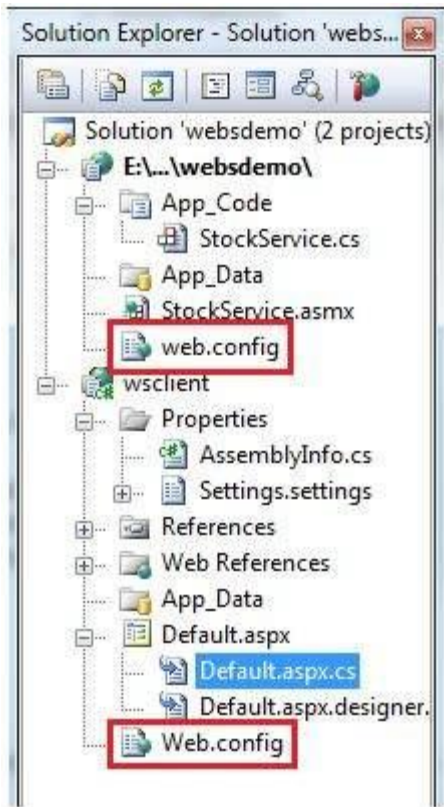 Solution Explorer - Solution 'webs...
Solution 'websdemo' (2 projects)
E:\...\websdemo\
App_Code
StockService.cs
App_Data
StockService.asmx
web.config
wsclient
Properties
AssemblyInfo.cs
Settings.settings
References
Web References
App_Data
Default.aspx
Default.aspx.cs
Default.aspx.designer.
Web.config